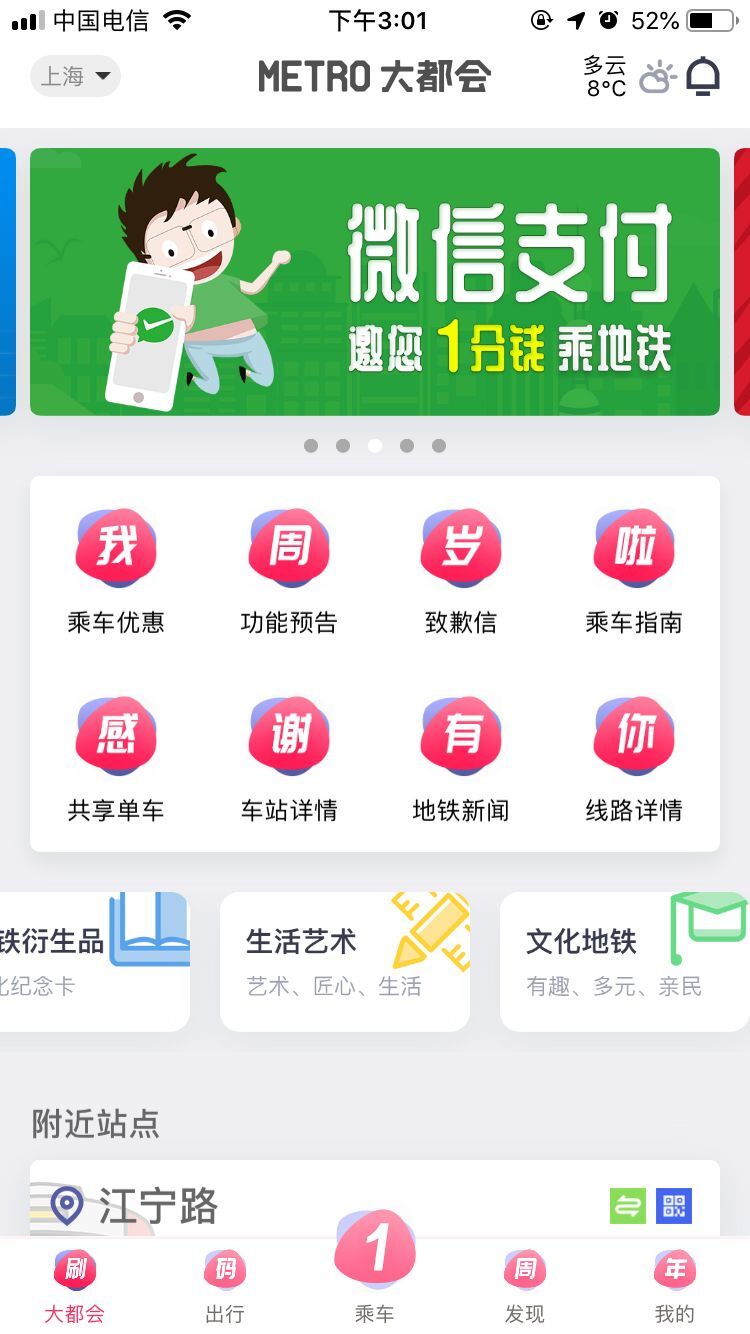 中国电信
下午3:01
52%
上海
METRO 大都会
多云
8°C
微信支付
邀您1分钱乘地铁
我
周
岁
啦
乘车优惠
功能预告
致歉信
乘车指南
感
谢
有
你
共享单车
车站详情
地铁新闻
线路详情
铁衍生品
化纪念卡
生活艺术
艺术、匠心、生活
文化地铁
有趣、多元、亲民
附近站点
江宁路
刷
码
1
周
年
大都会
出行
乘车
发现
我的